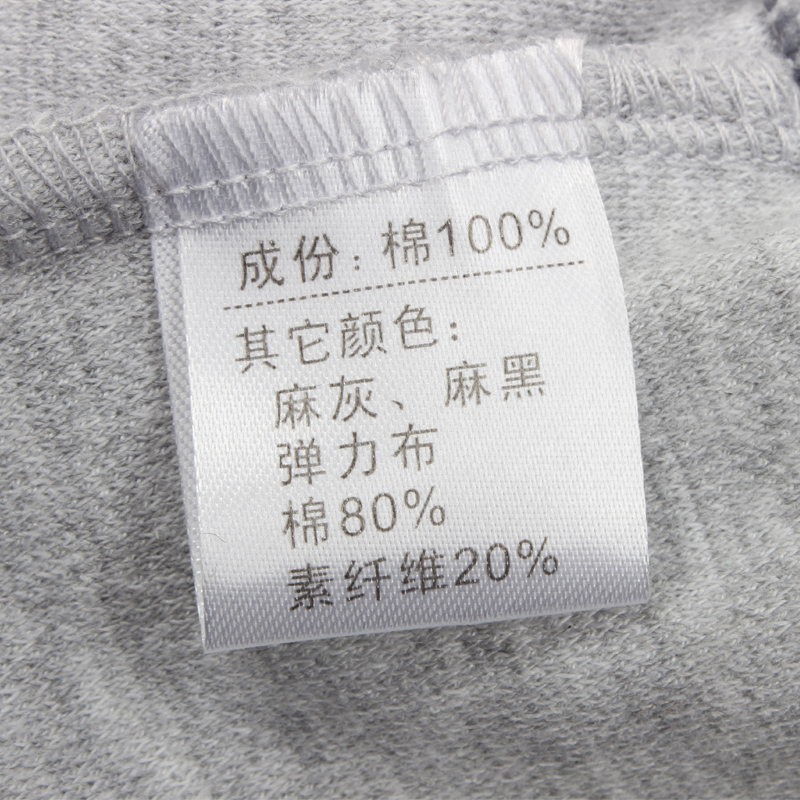 成份：棉100%
其它颜色：
麻灰、麻黑
弹力布
棉80%
素纤维20%